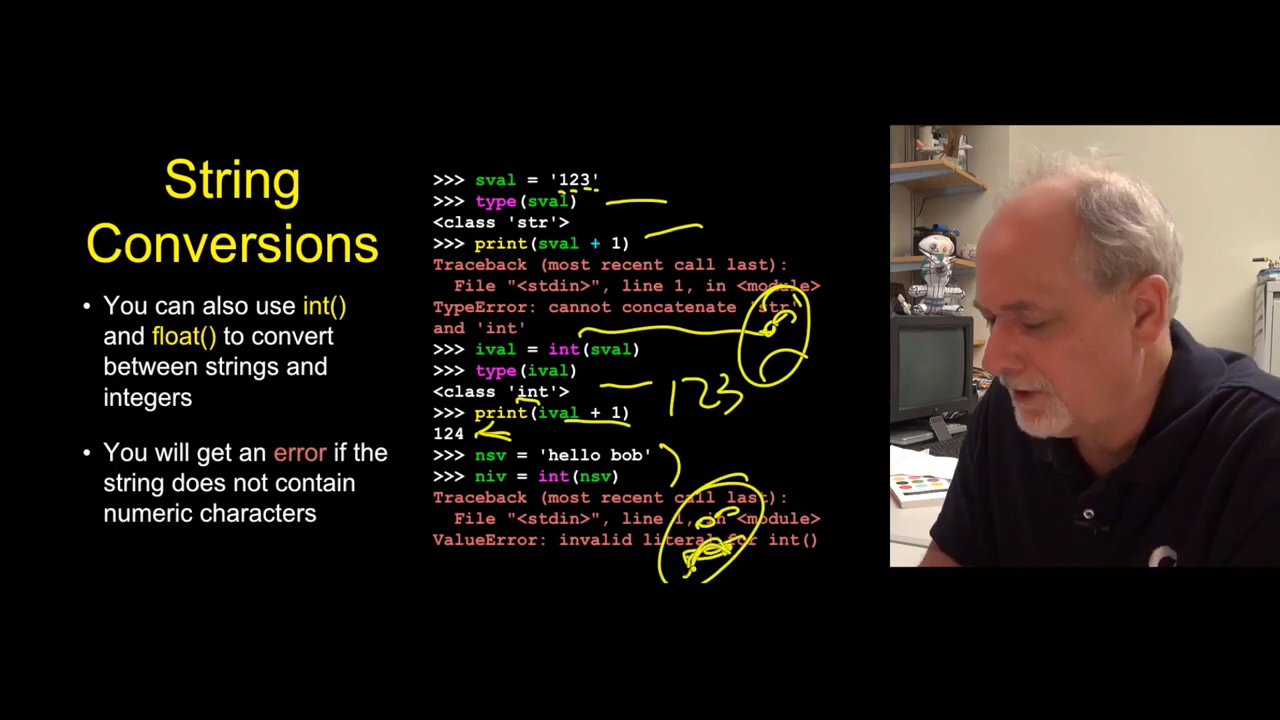 String
Conversions
• You can also use int()
and float() to convert
between strings and
integers
• You will get an error if the
string does not contain
numeric characters
>>> sval = '123'
>>> type(sval)
<class 'str'>
>>> print(sval + 1)
Traceback (most recent call last):
File "<stdin>", line 1, in <module>
TypeError: cannot concatenate 'str'
and 'int'
>>> ival = int(sval)
>>> type(ival)
<class 'int'>
123
>>> print(ival + 1)
124
>>> nsv = 'hello bob'
>>> niv = int(nsv)
Traceback (most recent call last):
File "<stdin>", line 1, in <module>
ValueError: invalid literal for int()